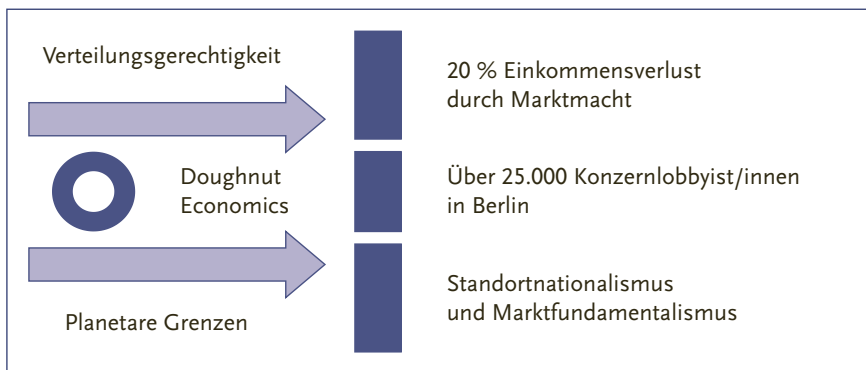 Verteilungsgerechtigkeit
20 % Einkommensverlust
durch Marktmacht
Doughnut
Economics
Über 25.000 Konzernlobbyist/innen
in Berlin
Planetare Grenzen
Standortnationalismus
und Marktfundamentalismus